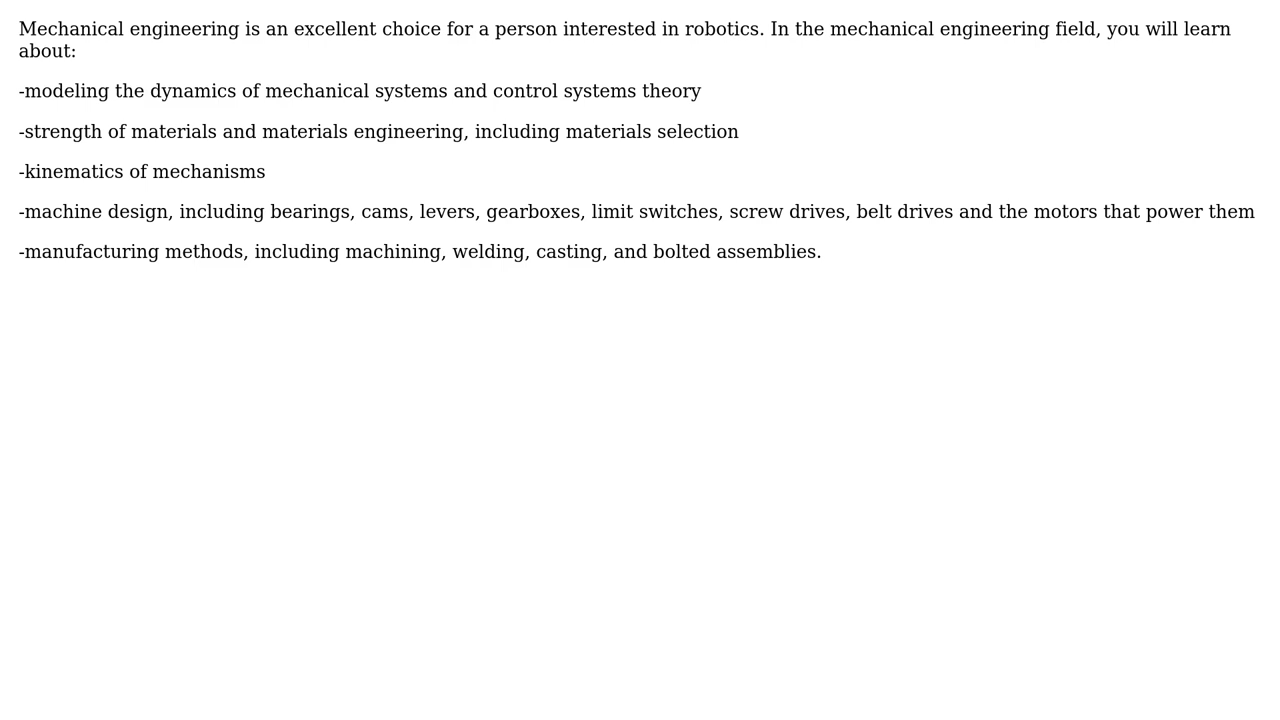 Mechanical engineering is an excellent choice for a person interested in robotics. In the mechanical engineering field, you will learn
about:
-modeling the dynamics of mechanical systems and control systems theory
-strength of materials and materials engineering, including materials selection
-kinematics of mechanisms
-machine design, including bearings, cams, levers, gearboxes, limit switches, screw drives, belt drives and the motors that power them
-manufacturing methods, including machining, welding, casting, and bolted assemblies.